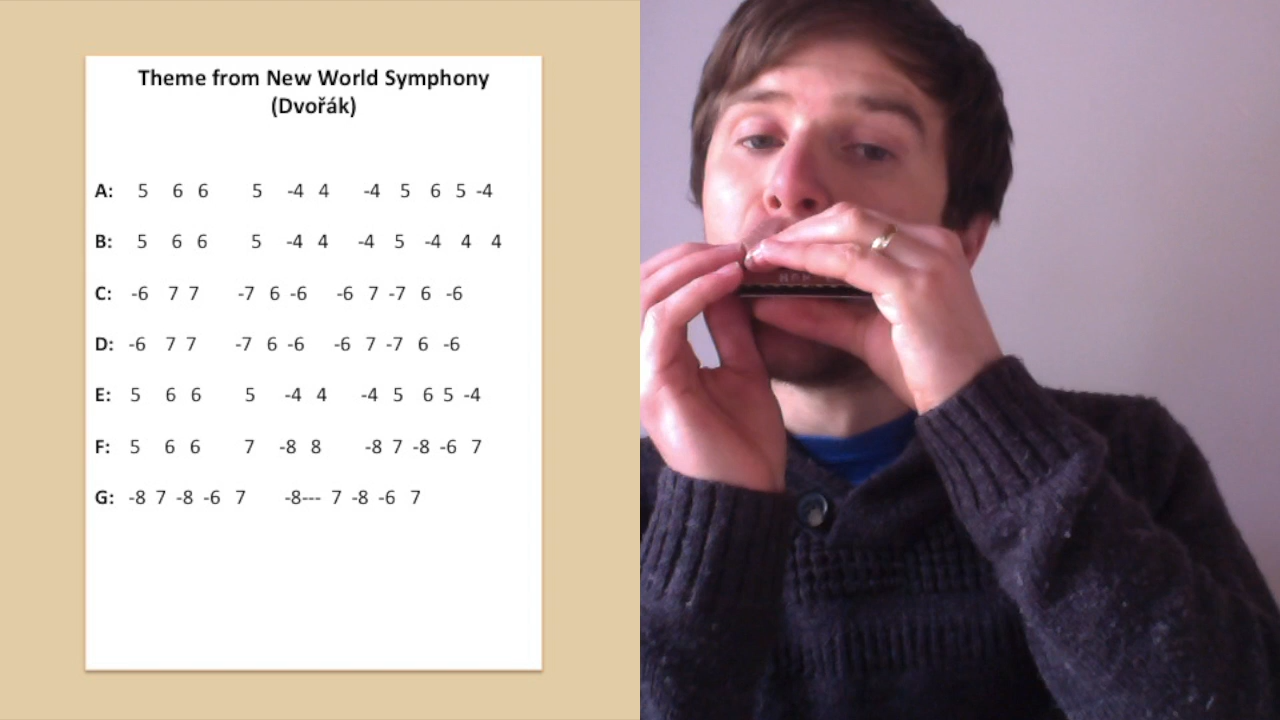 Theme from New World Symphony
(Dvořák)
A: 5 6 6 5 -4 4 -4 5 6 5 -4
B: 5 6 6 5 -4 4 -4 5 -4 4 4
C: -6 7 7 -7 6 -6 -6 7 -7 6 -6
D: -6 7 7 -7 6 -6 -6 7 -7 6 -6
E: 5 6 6 5 -4 4 -4 5 6 5 -4
F: 5 6 6 7 -8 8 -8 7 -8 -6 7
G: -8 7 -8 -6 7 -8--- 7 -8 -6 7